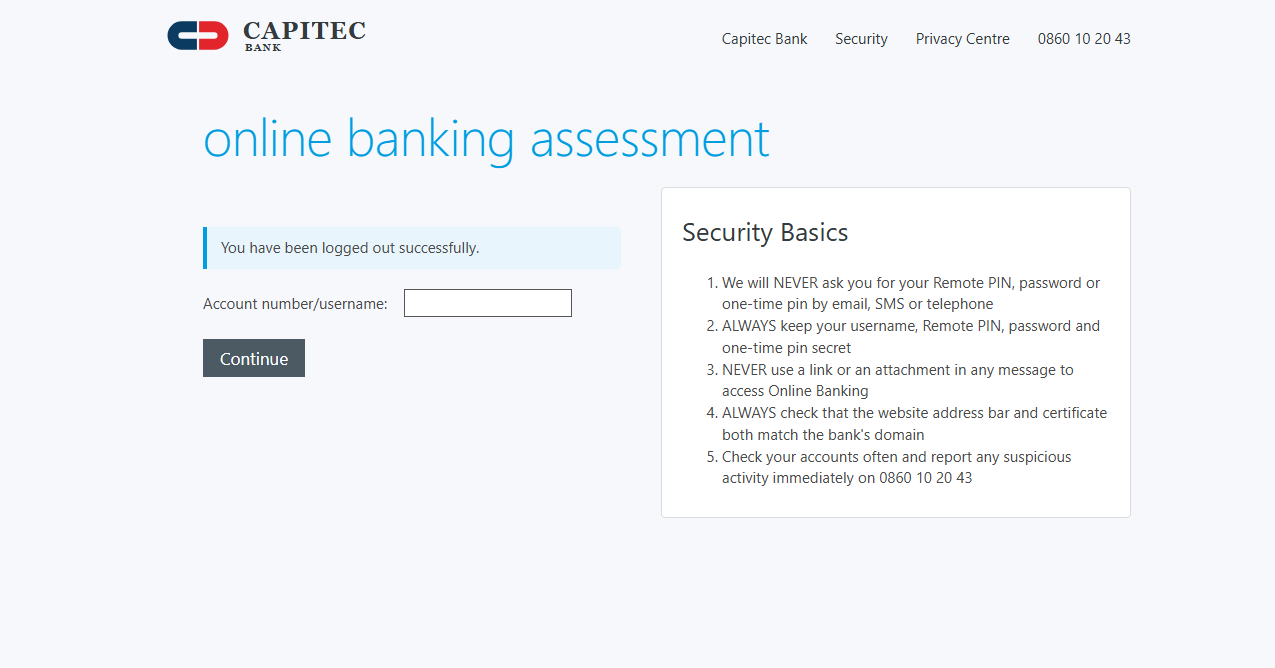 CAPITEC
BANK
Capitec Bank Security Privacy Centre 0860 10 20 43
online banking assessment
You have been logged out successfully.
Account number/username:
Continue
Security Basics
1. We will NEVER ask you for your Remote PIN, password or
one-time pin by email, SMS or telephone
2. ALWAYS keep your username, Remote PIN, password and
one-time pin secret
3. NEVER use a link or an attachment in any message to
access Online Banking
4. ALWAYS check that the website address bar and certificate
both match the bank's domain
5. Check your accounts often and report any suspicious
activity immediately on 0860 10 20 43